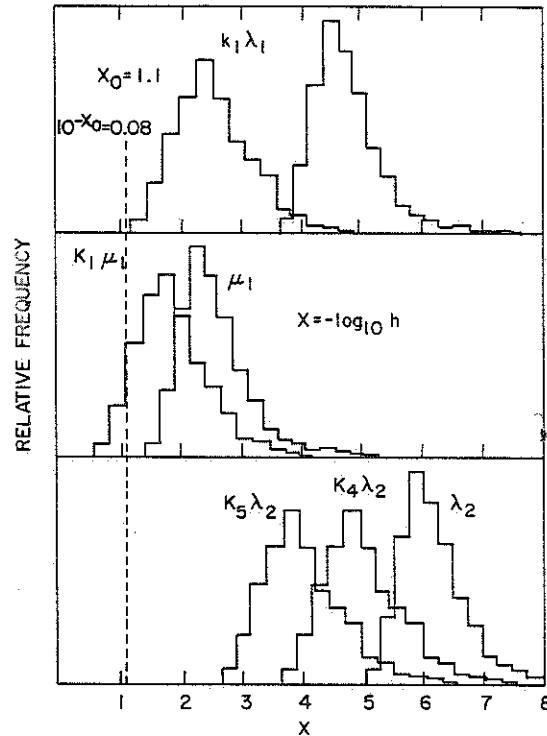 k₁λ₁
X₀=1.1
10⁻ˣ⁰=0.08
K₁μ₁
μ₁
X=-log₁₀ h
RELATIVE FREQUENCY
K₅λ₂
K₄λ₂
λ₂
1 2 3 4 5 6 7 8
X